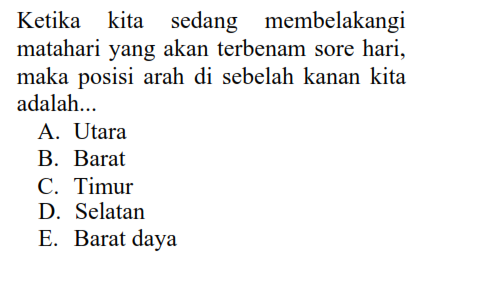 Ketika kita sedang membelakangi
matahari yang akan terbenam sore hari,
maka posisi arah di sebelah kanan kita
adalah...
A. Utara
B. Barat
C. Timur
D. Selatan
E. Barat daya